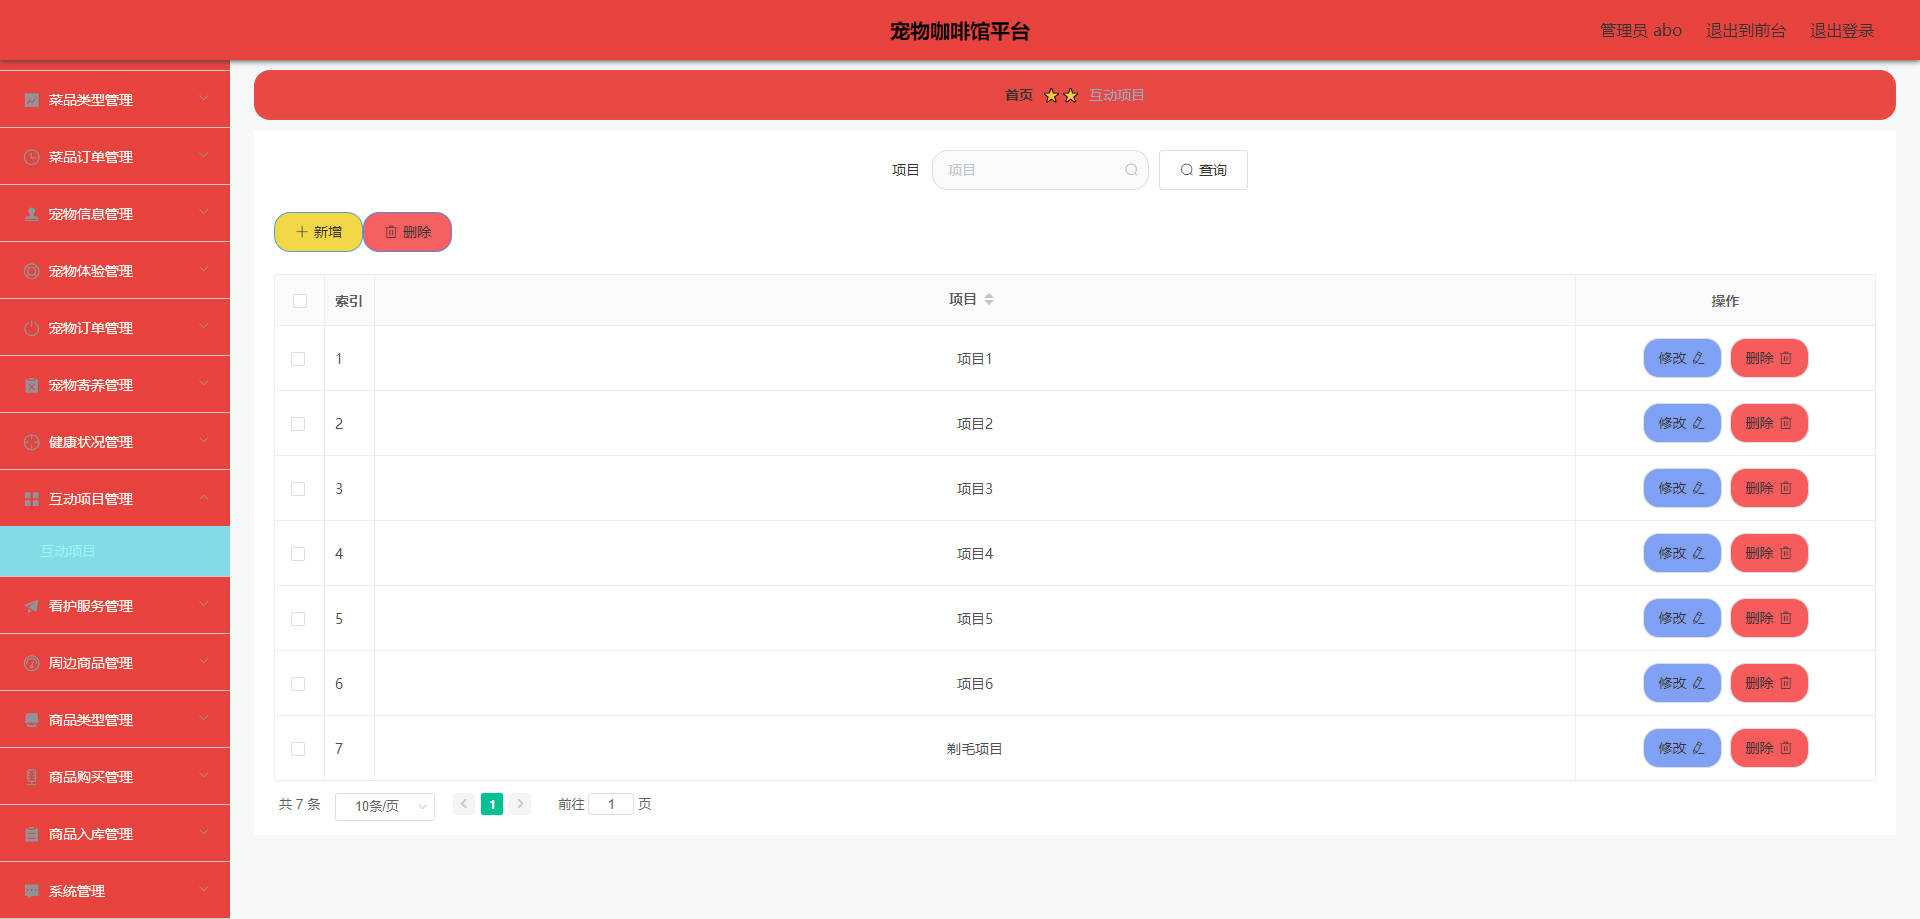 宠物咖啡馆平台
管理员 abo 退出到前台 退出登录
菜品类型管理
菜品订单管理
宠物信息管理
宠物体验管理
宠物订单管理
宠物寄养管理
健康状况管理
互动项目管理
互动项目
看护服务管理
周边商品管理
商品类型管理
商品购买管理
商品入库管理
系统管理
首页 互动项目
项目 项目 查询
新增 删除
索引 项目 操作
1 项目1 修改 删除
2 项目2 修改 删除
3 项目3 修改 删除
4 项目4 修改 删除
5 项目5 修改 删除
6 项目6 修改 删除
7 剃毛项目 修改 删除
共 7 条 10条/页 1 前往 1 页